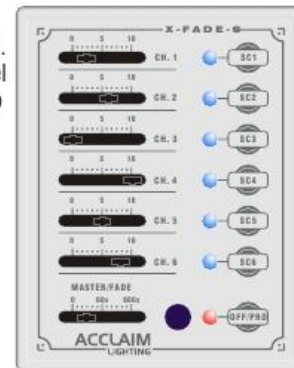 X-FADE-6
0 5 10
CH. 1
SC1
0 5 10
CH. 2
SC2
0 5 10
CH. 3
SC3
0 5 10
CH. 4
SC4
0 5 10
CH. 5
SC5
0 5 10
CH. 6
SC6
MASTER/FADE
0 60s 600s
OFF/PRO
ACCLAIM
LIGHTING